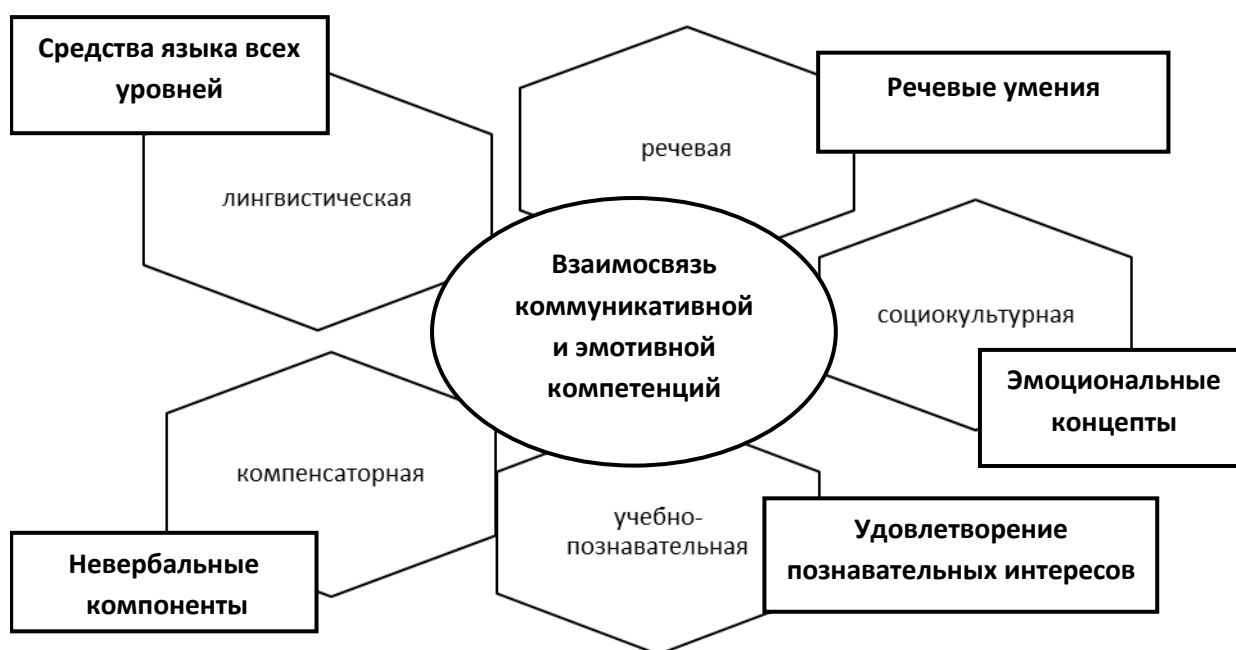 Средства языка всех
уровней
лингвистическая
речевая
Речевые умения
Взаимосвязь
коммуникативной
и эмотивной
компетенций
социокультурная
Эмоциональные
концепты
компенсаторная
Невербальные
компоненты
учебно-
познавательная
Удовлетворение
познавательных интересов